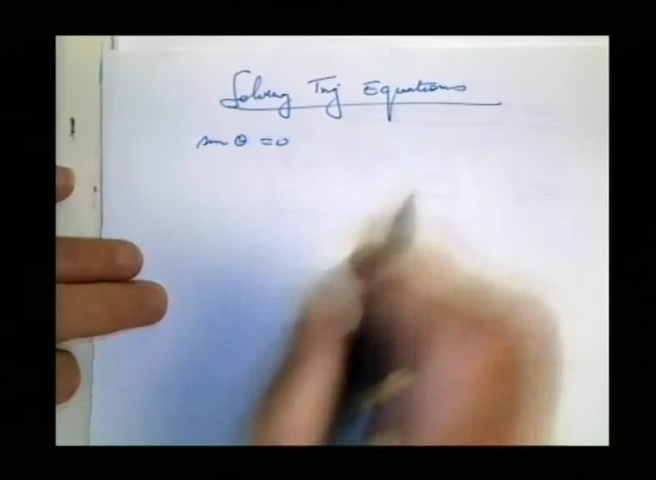 Solving Trig Equations
sin θ = 0